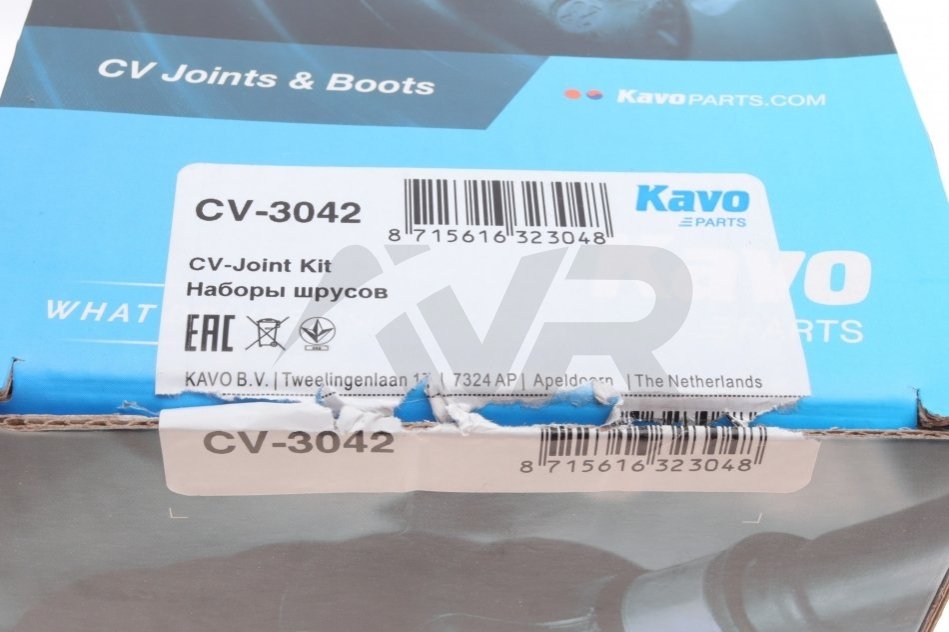 CV Joints & Boots
KavoPARTS.COM
CV-3042
8 715616 323048
Kavo
PARTS
CV-Joint Kit
Наборы шрусов
Kavo
PARTS
WHAT
IVR
EAC
KAVO B.V. | Tweelingenlaan | 7324 AP | Apeldoorn | The Netherlands
CV-3042
8 715616 323048